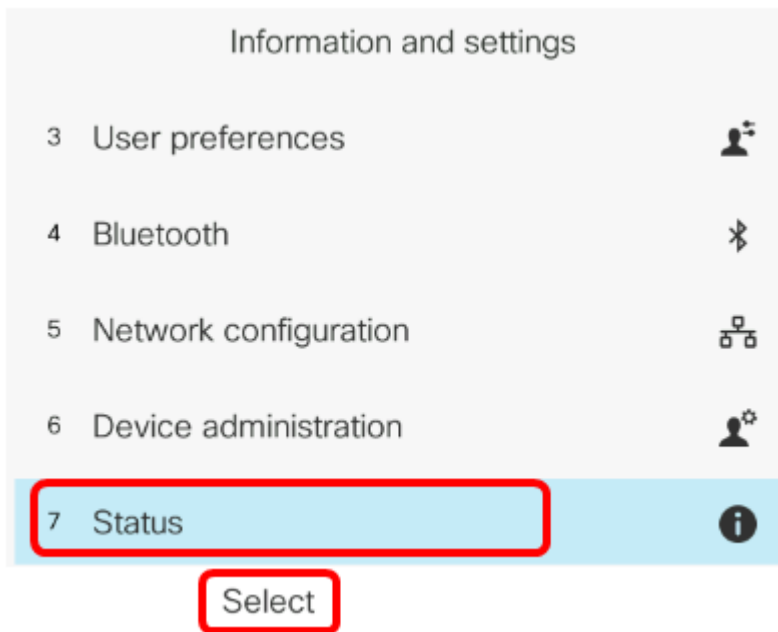 Information and settings
3 User preferences
4 Bluetooth
5 Network configuration
6 Device administration
7 Status
Select